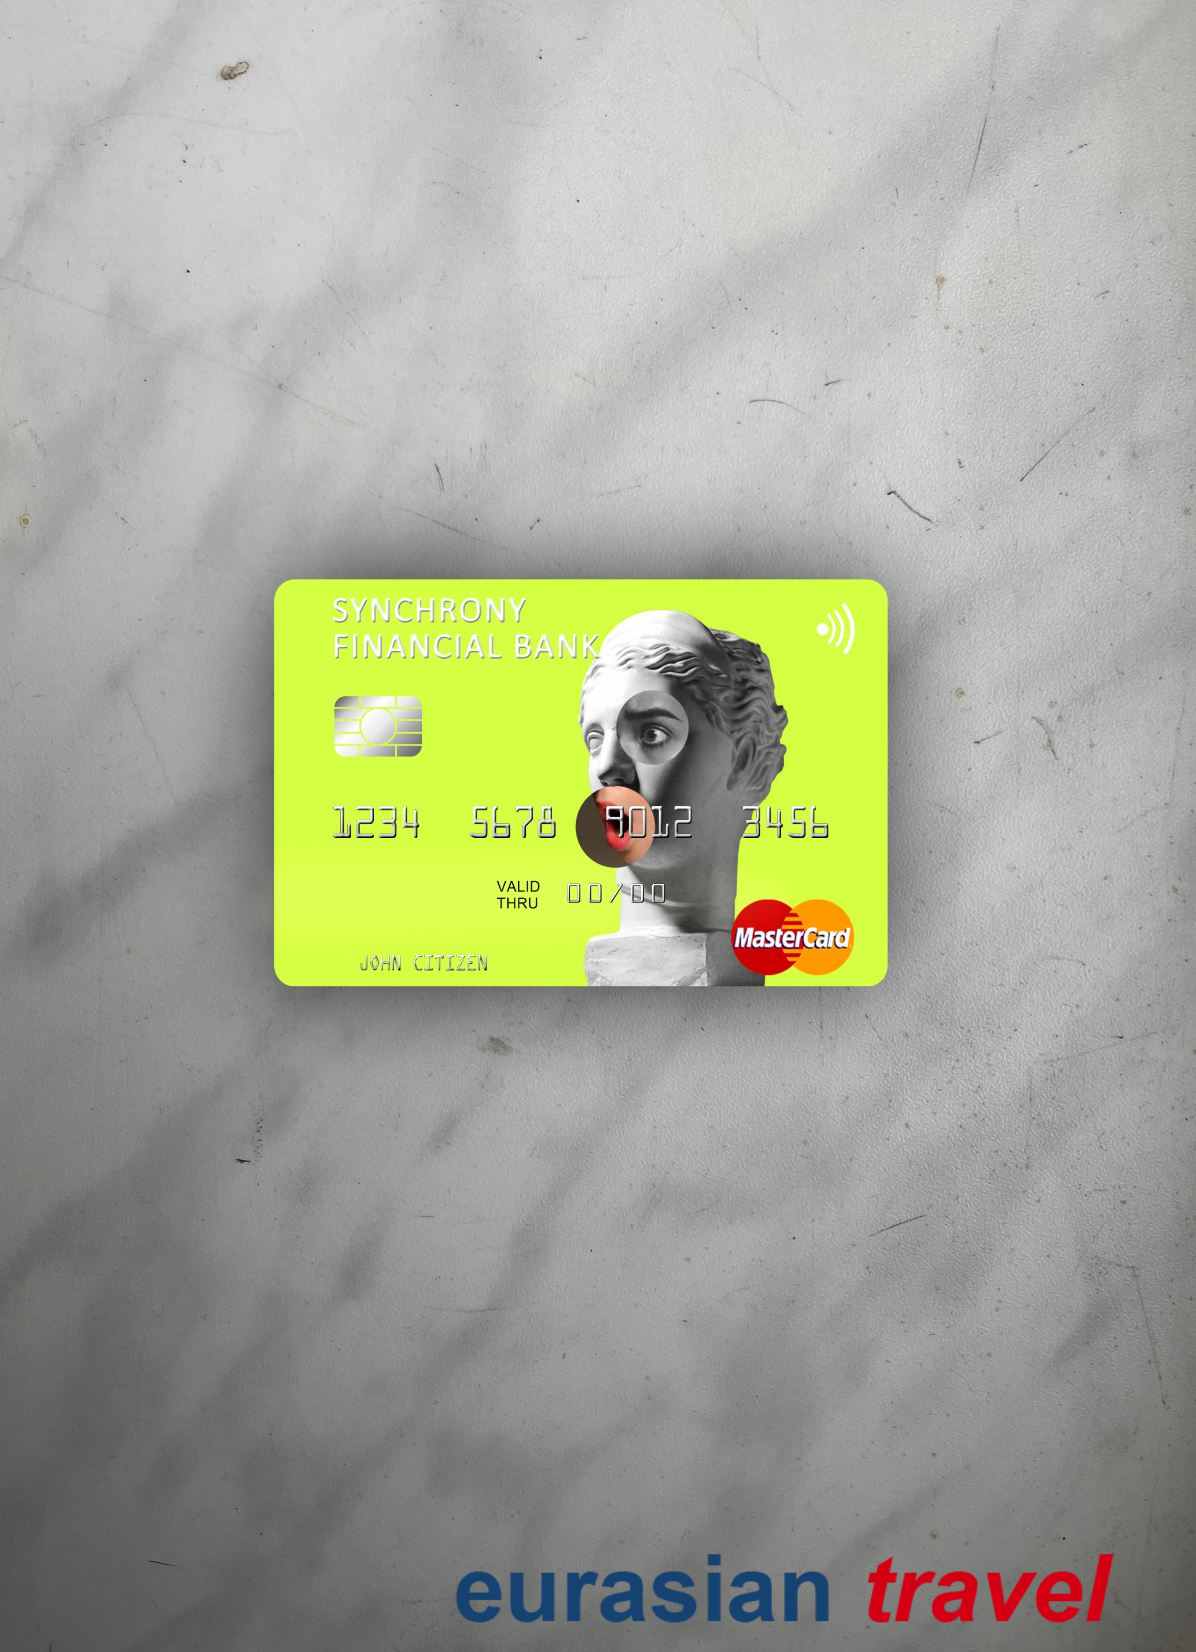 SYNCHRONY
FINANCIAL BANK
1234 5678 9012 3456
VALID
THRU 00/00
JOHN CITIZEN
MasterCard
eurasian travel